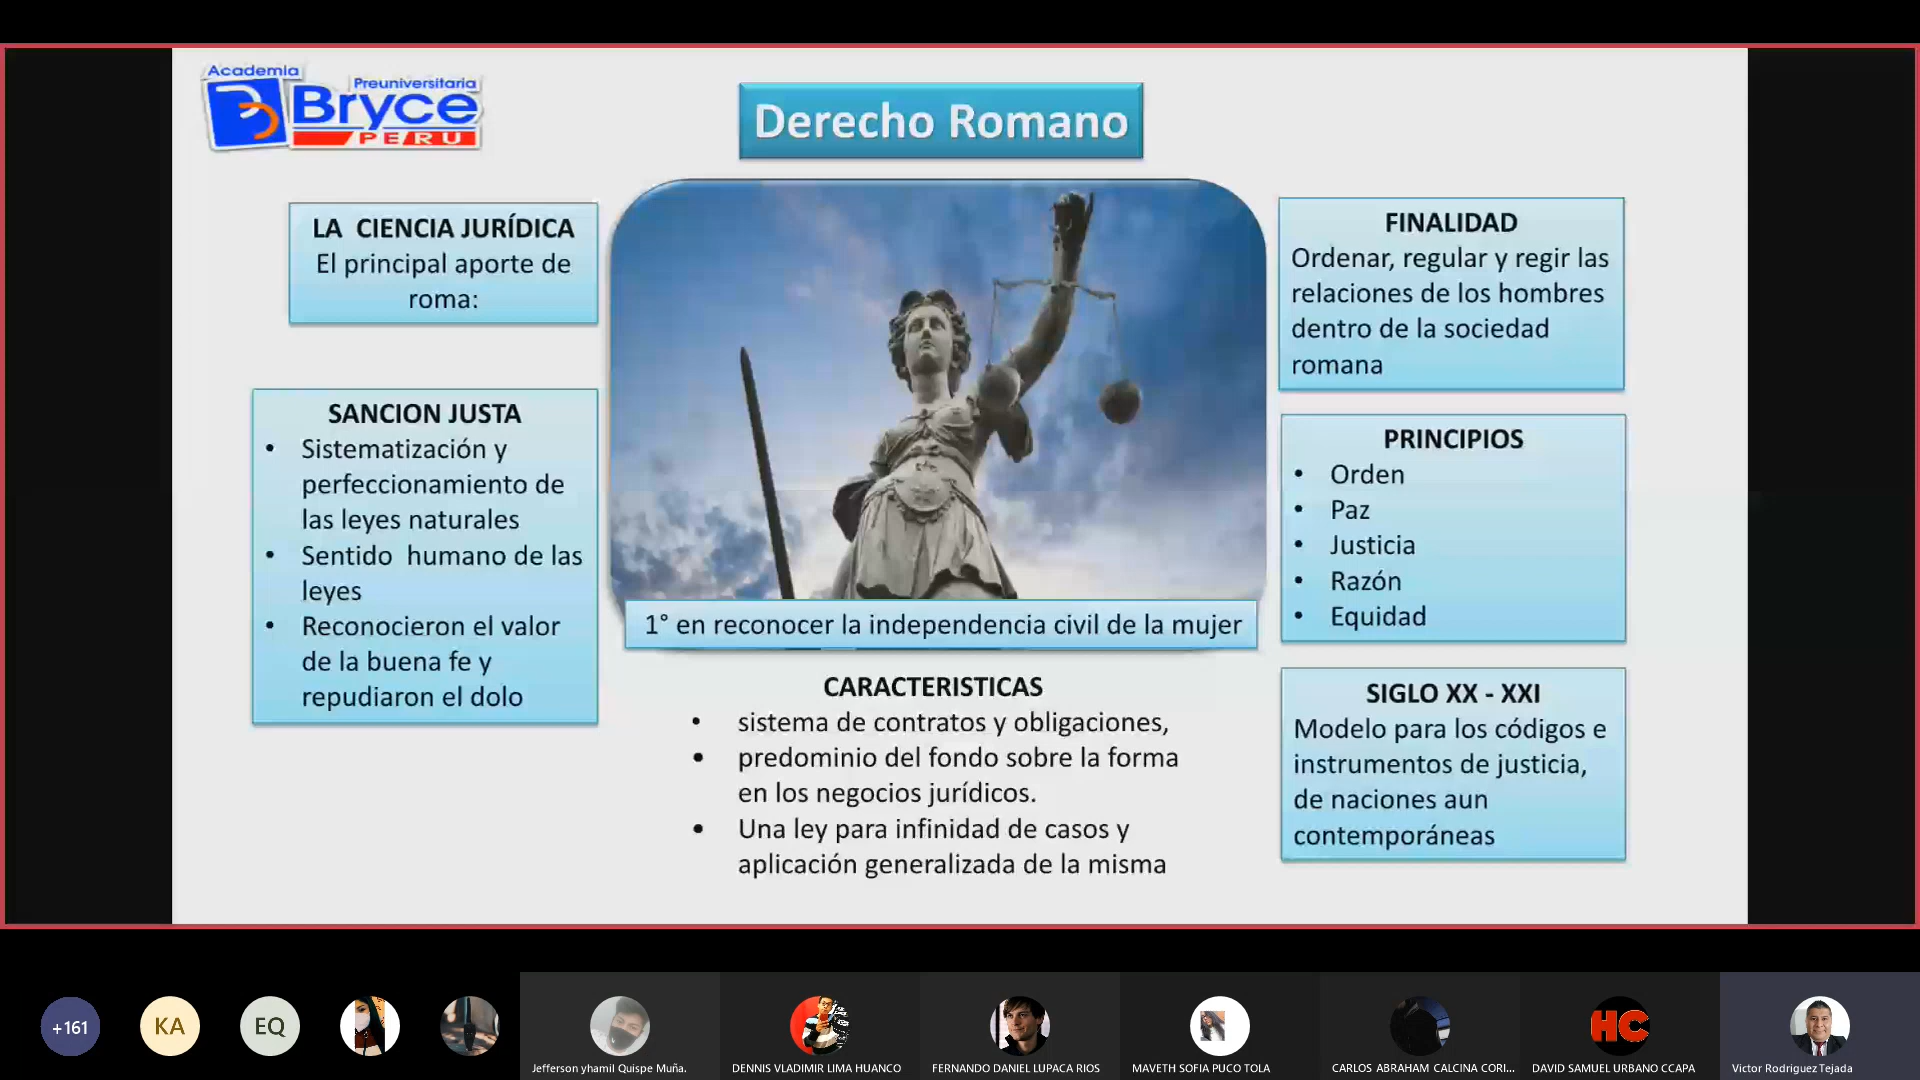 Academia
Preuniversitaria
Bryce
PERU
Derecho Romano
LA  CIENCIA JURÍDICA
El principal aporte de
roma:
SANCION JUSTA
• Sistematización y
perfeccionamiento de
las leyes naturales
• Sentido  humano de las
leyes
• Reconocieron el valor
de la buena fe y
repudiaron el dolo
1° en reconocer la independencia civil de la mujer
CARACTERISTICAS
• sistema de contratos y obligaciones,
• predominio del fondo sobre la forma
en los negocios jurídicos.
• Una ley para infinidad de casos y
aplicación generalizada de la misma
FINALIDAD
Ordenar, regular y regir las
relaciones de los hombres
dentro de la sociedad
romana
PRINCIPIOS
• Orden
• Paz
• Justicia
• Razón
• Equidad
SIGLO XX - XXI
Modelo para los códigos e
instrumentos de justicia,
de naciones aun
contemporáneas
+161
KA
EQ
HC
Jefferson yhamil Quispe Muña.
DENNIS VLADIMIR LIMA HUANCO
FERNANDO DANIEL LUPACA RIOS
MAVETH SOFIA PUCO TOLA
CARLOS ABRAHAM CALCINA CORI...
DAVID SAMUEL URBANO CCAPA
Victor Rodriguez Tejada